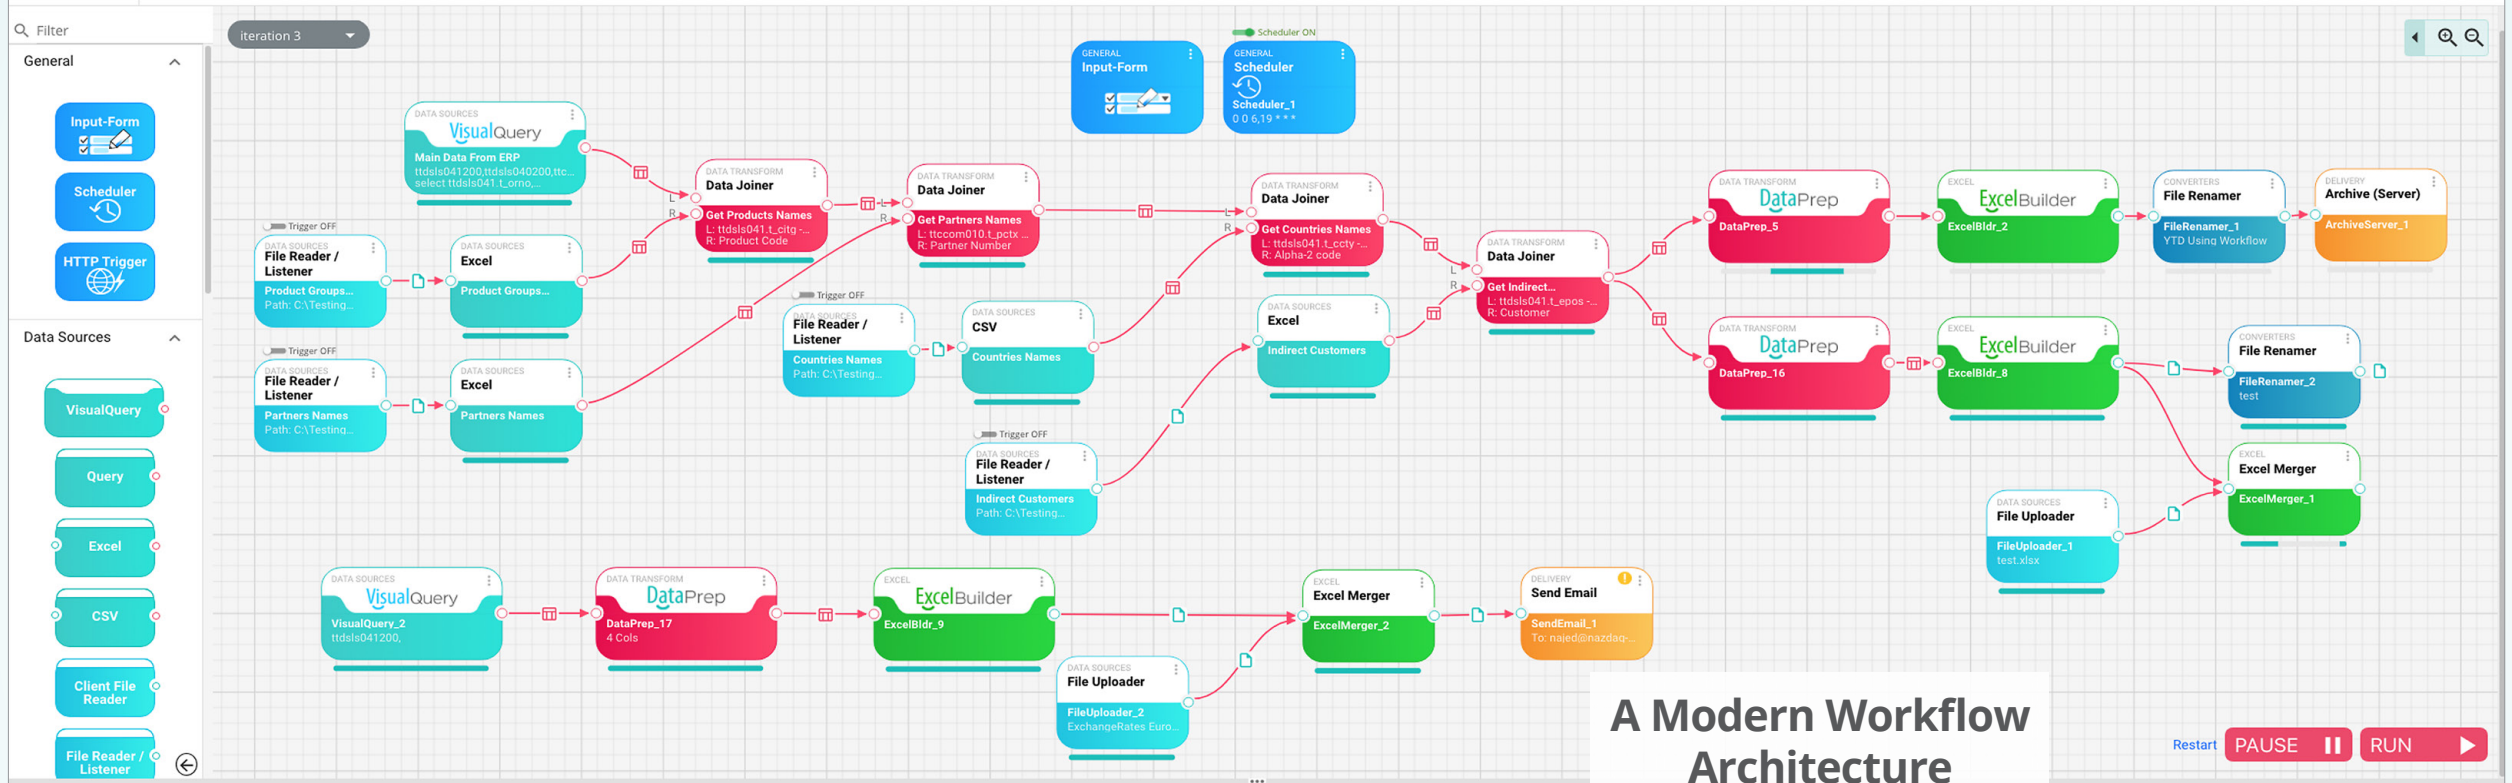 Filter
iteration 3
General
Input-Form
Scheduler
HTTP Trigger
Data Sources
VisualQuery
Query
Excel
CSV
Client File
Reader
File Reader /
Listener
GENERAL
Input-Form
Scheduler ON
GENERAL
Scheduler
Scheduler_1
0 0 6,19 * * *
DATA SOURCES
VisualQuery
Main Data From ERP
ttdsls041200,ttdsls040200,ttc...
select ttdsls041.t_orno,...
Trigger OFF
DATA SOURCES
File Reader /
Listener
Product Groups...
Path: C:\Testing...
DATA SOURCES
Excel
Product Groups...
Trigger OFF
DATA SOURCES
File Reader /
Listener
Partners Names
Path: C:\Testing...
DATA SOURCES
Excel
Partners Names
L
R
DATA TRANSFORM
Data Joiner
Get Products Names
L: ttdsls041.t_citg -...
R: Product Code
L
R
DATA TRANSFORM
Data Joiner
Get Partners Names
L: ttccom010.t_pctx ...
R: Partner Number
Trigger OFF
DATA SOURCES
File Reader /
Listener
Countries Names
Path: C:\Testing...
DATA SOURCES
CSV
Countries Names
Trigger OFF
DATA SOURCES
File Reader /
Listener
Indirect Customers
Path: C:\Testing...
L
R
DATA TRANSFORM
Data Joiner
Get Countries Names
L: ttdsls041.t_ccty -...
R: Alpha-2 code
DATA SOURCES
Excel
Indirect Customers
L
R
DATA TRANSFORM
Data Joiner
Get Indirect...
L: ttdsls041.t_epos -...
R: Customer
DATA TRANSFORM
DataPrep
DataPrep_5
EXCEL
ExcelBuilder
ExcelBldr_2
CONVERTERS
File Renamer
FileRenamer_1
YTD Using Workflow
DELIVERY
Archive (Server)
ArchiveServer_1
DATA TRANSFORM
DataPrep
DataPrep_16
EXCEL
ExcelBuilder
ExcelBldr_8
CONVERTERS
File Renamer
FileRenamer_2
test
EXCEL
Excel Merger
ExcelMerger_1
DATA SOURCES
File Uploader
FileUploader_1
test.xlsx
DATA SOURCES
VisualQuery
VisualQuery_2
ttdsls041200,
DATA TRANSFORM
DataPrep
DataPrep_17
4 Cols
EXCEL
ExcelBuilder
ExcelBldr_9
DATA SOURCES
File Uploader
FileUploader_2
ExchangeRates Euro...
EXCEL
Excel Merger
ExcelMerger_2
DELIVERY
Send Email
SendEmail_1
To: najed@nazdaq-...
A Modern Workflow
Architecture
Restart
PAUSE
RUN